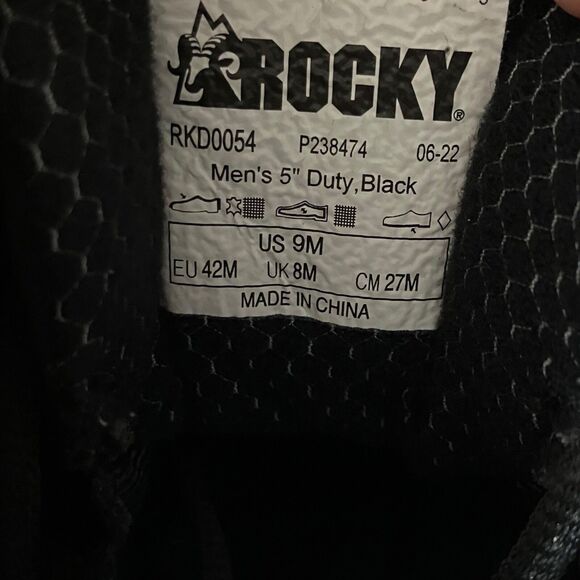 ROCKY®
RKD0054 P238474 06-22
Men's 5" Duty,Black
US 9M
EU 42M UK 8M CM 27M
MADE IN CHINA